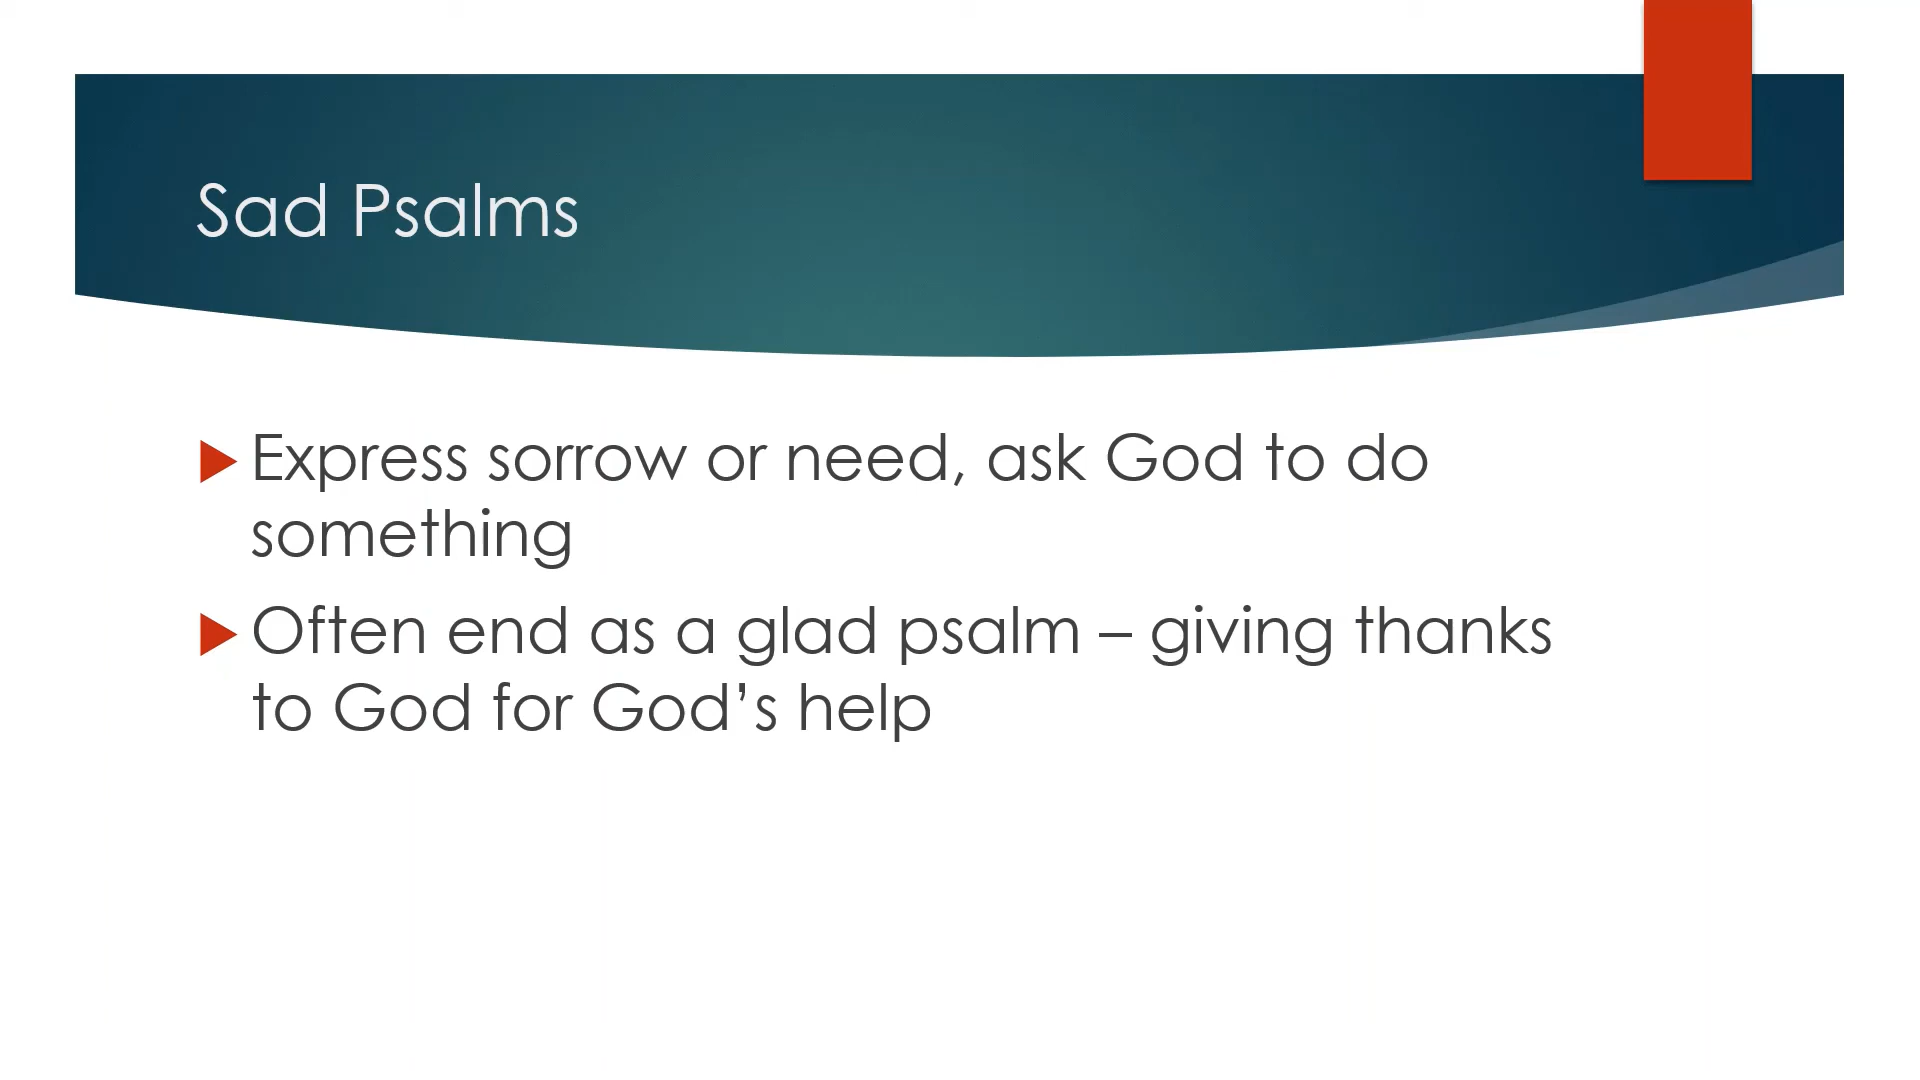 Sad Psalms
Express sorrow or need, ask God to do
something
Often end as a glad psalm – giving thanks
to God for God’s help